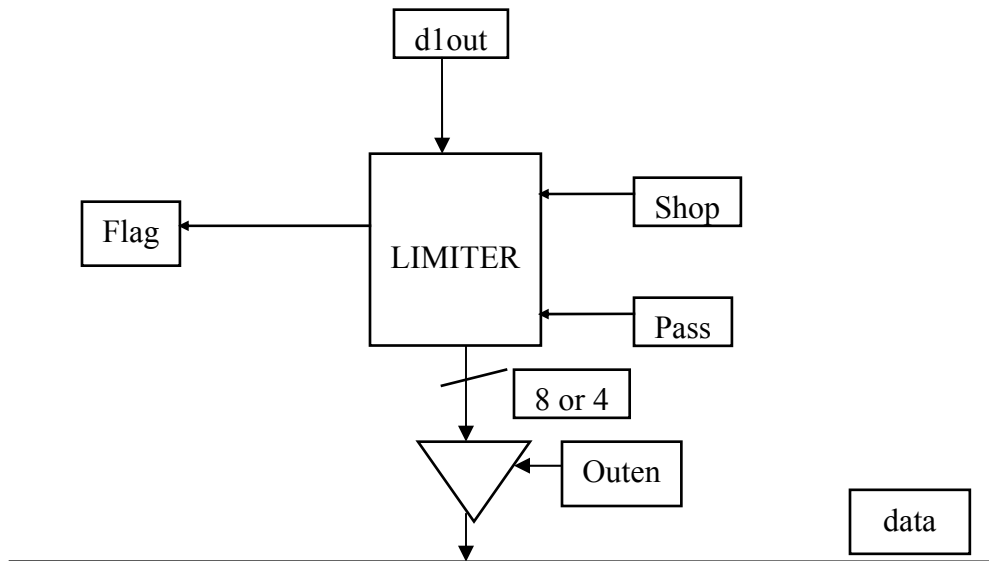 d1out
Shop
Flag
LIMITER
Pass
8 or 4
Outen
data